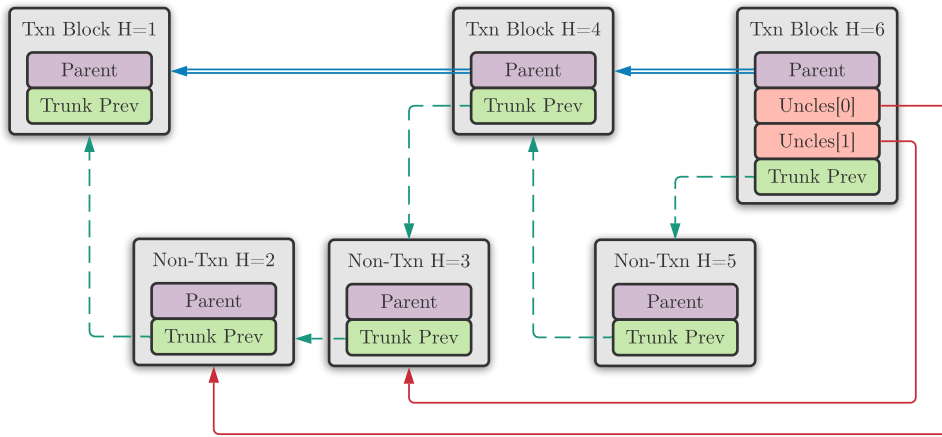 Txn Block H=1
Parent
Trunk Prev
Txn Block H=4
Parent
Trunk Prev
Txn Block H=6
Parent
Uncles[0]
Uncles[1]
Trunk Prev
Non-Txn H=2
Parent
Trunk Prev
Non-Txn H=3
Parent
Trunk Prev
Non-Txn H=5
Parent
Trunk Prev